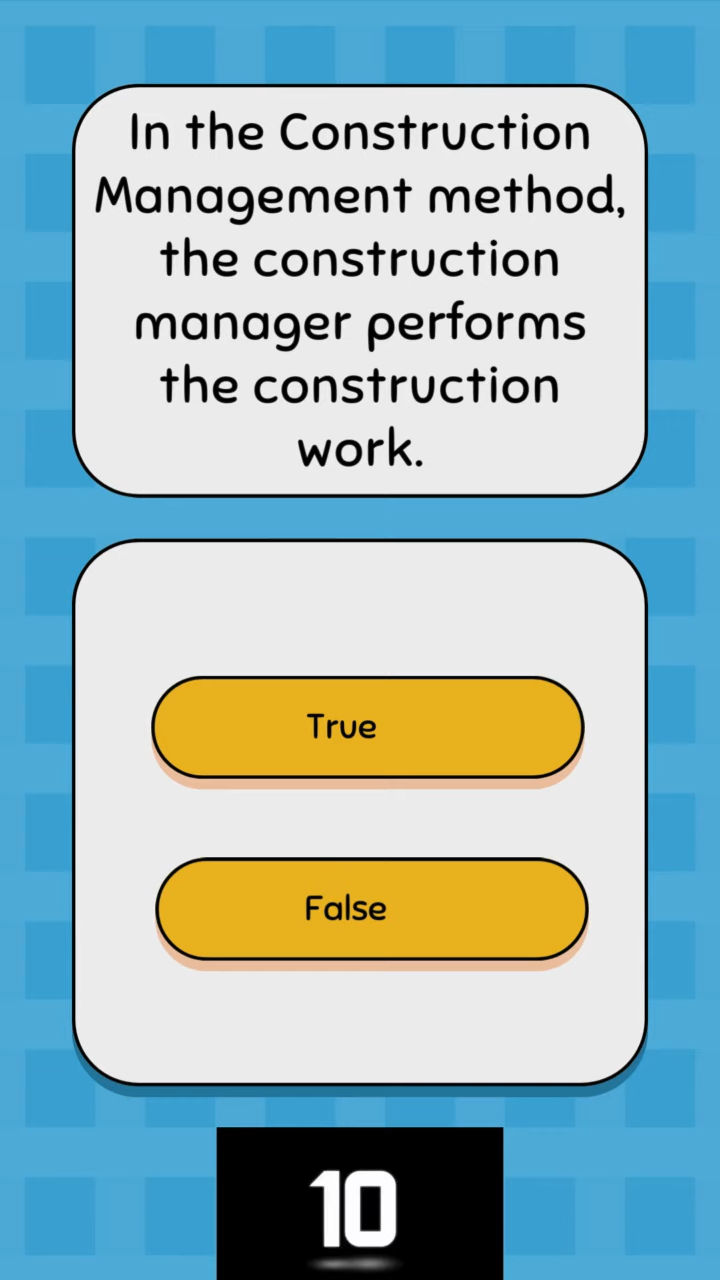 In the Construction
Management method,
the construction
manager performs
the construction
work.
True
False
10